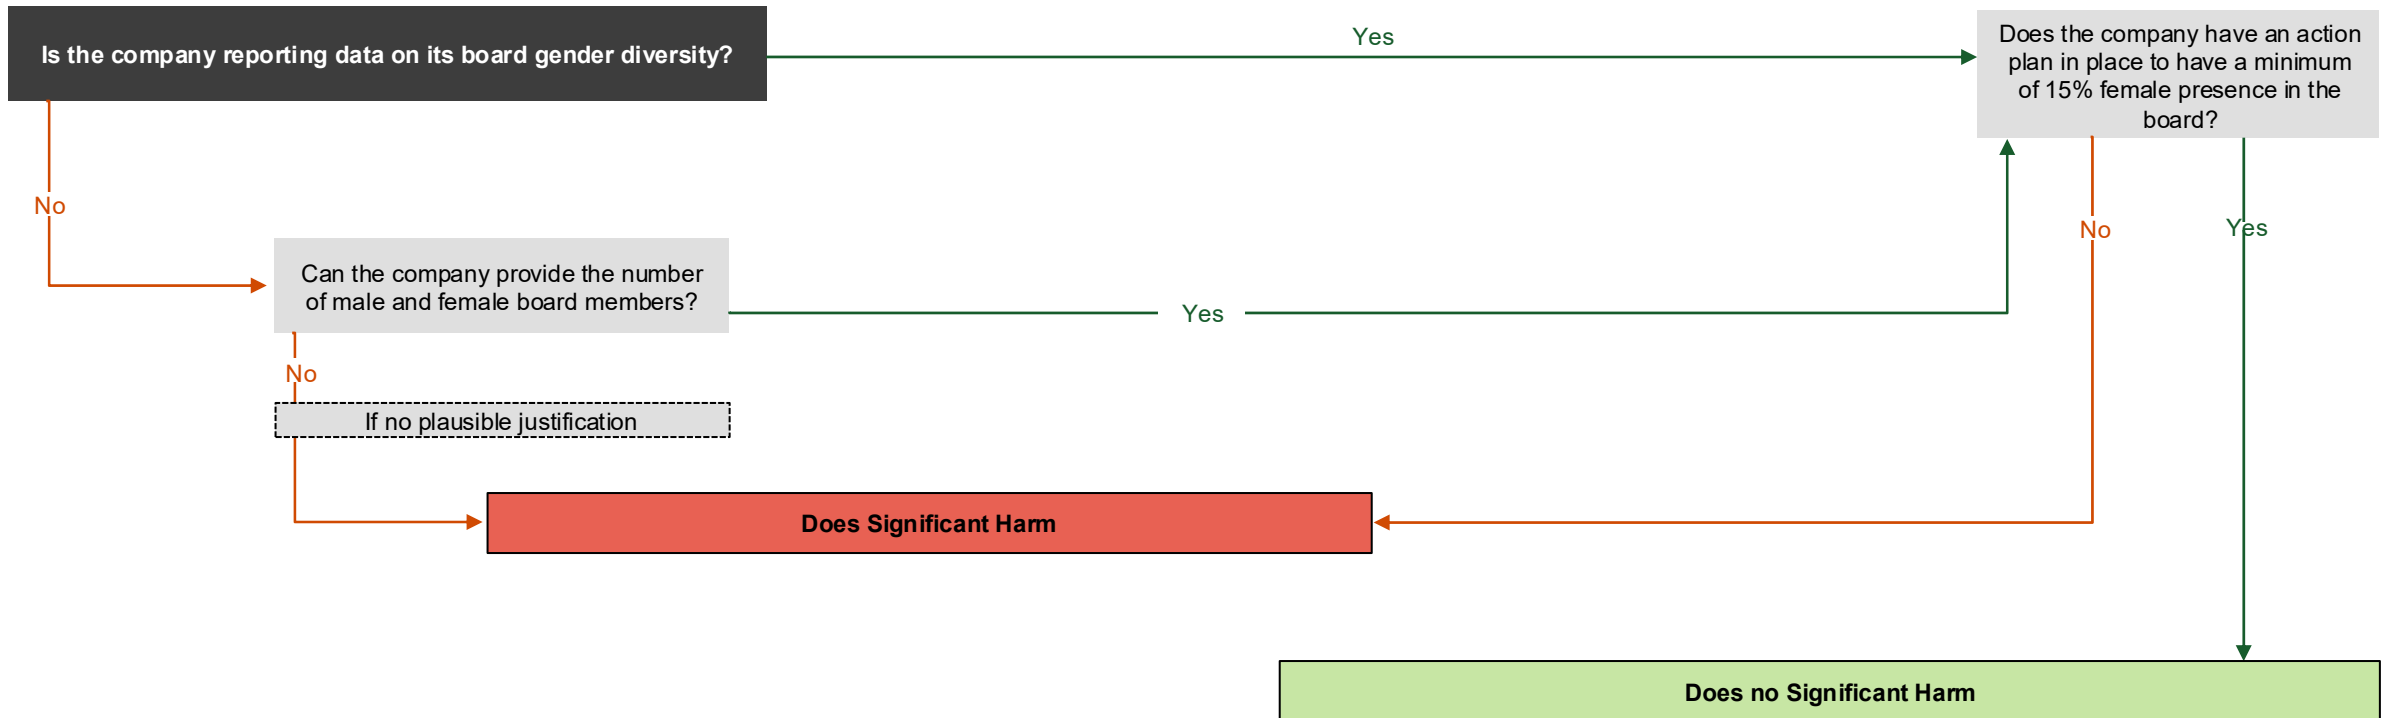 Is the company reporting data on its board gender diversity?
Yes
Does the company have an action
plan in place to have a minimum
of 15% female presence in the
board?
No
No
Yes
Can the company provide the number
of male and female board members?
Yes
No
If no plausible justification
Does Significant Harm
Does no Significant Harm